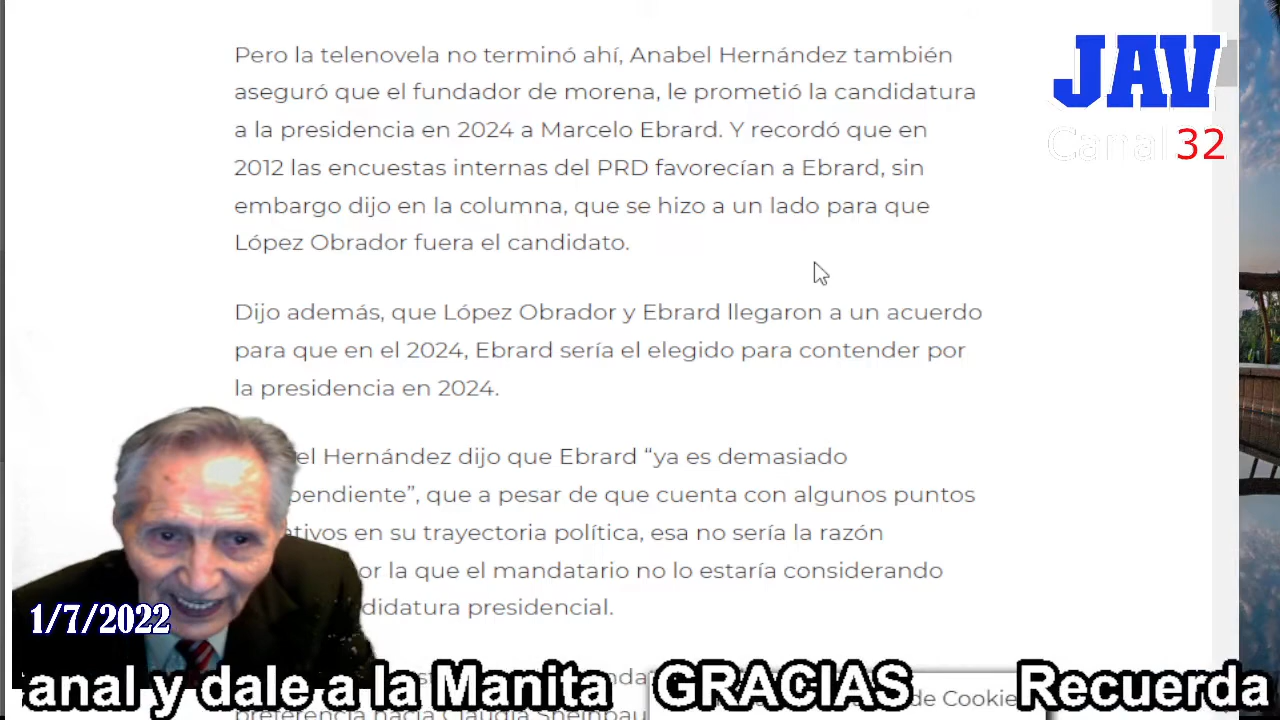 Pero la telenovela no terminó ahí, Anabel Hernández también
aseguró que el fundador de morena, le prometió la candidatura
a la presidencia en 2024 a Marcelo Ebrard. Y recordó que en
2012 las encuestas internas del PRD favorecían a Ebrard, sin
embargo dijo en la columna, que se hizo a un lado para que
López Obrador fuera el candidato.
Dijo además, que López Obrador y Ebrard llegaron a un acuerdo
para que en el 2024, Ebrard sería el elegido para contender por
la presidencia en 2024.
el Hernández dijo que Ebrard “ya es demasiado
pendiente”, que a pesar de que cuenta con algunos puntos
ativos en su trayectoria política, esa no sería la razón
or la que el mandatario no lo estaría considerando
didatura presidencial.
preferencia hacia Claudia Sheinbau
de Cookie
JAV
Canal 32
1/7/2022
anal y dale a la Manita GRACIAS Recuerda